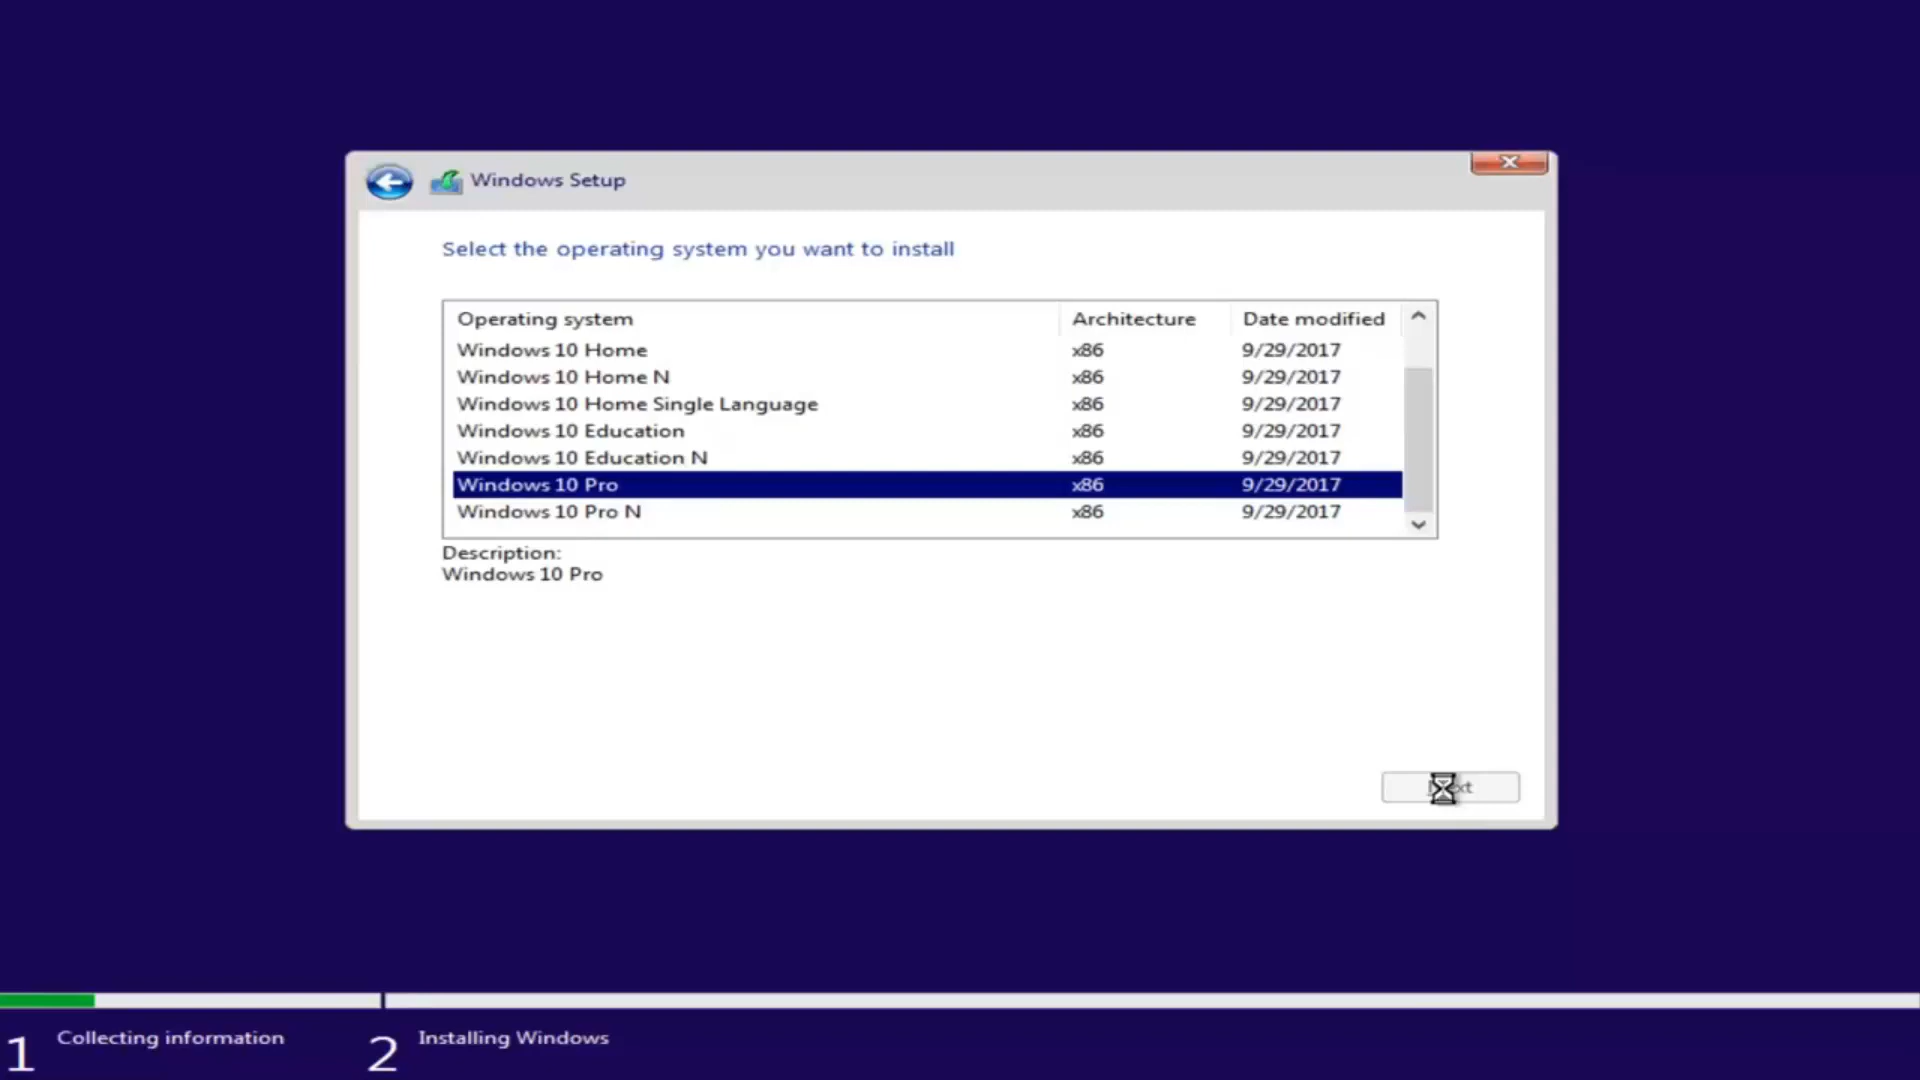 Windows Setup
Select the operating system you want to install
Operating system Architecture Date modified
Windows 10 Home x86 9/29/2017
Windows 10 Home N x86 9/29/2017
Windows 10 Home Single Language x86 9/29/2017
Windows 10 Education x86 9/29/2017
Windows 10 Education N x86 9/29/2017
Windows 10 Pro x86 9/29/2017
Windows 10 Pro N x86 9/29/2017
Description:
Windows 10 Pro
1 Collecting information 2 Installing Windows